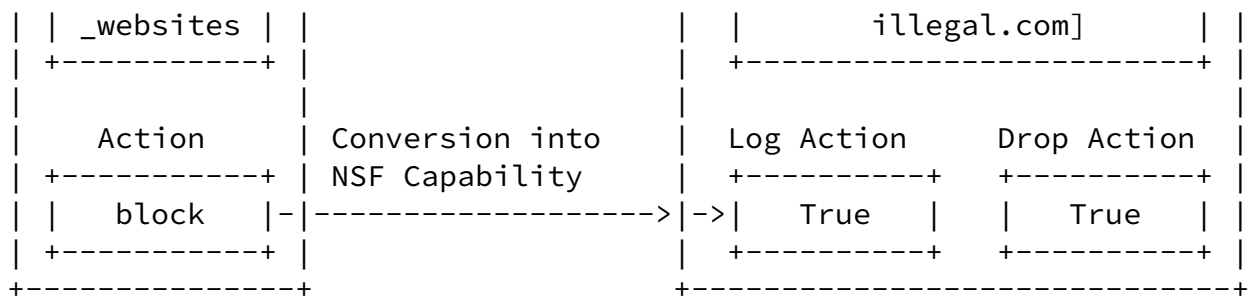 | | _websites | |                    | |      illegal.com]        | |
| +-----------+ |                    | +--------------------------+ |
|               |                    |                              |
|    Action     | Conversion into    | Log Action     Drop Action   |
| +-----------+ | NSF Capability     | +----------+   +----------+  |
| |   block   |-|------------------->|->|   True   |   |   True   | |
| +-----------+ |                    | +----------+   +----------+  |
+---------------+                    +------------------------------+